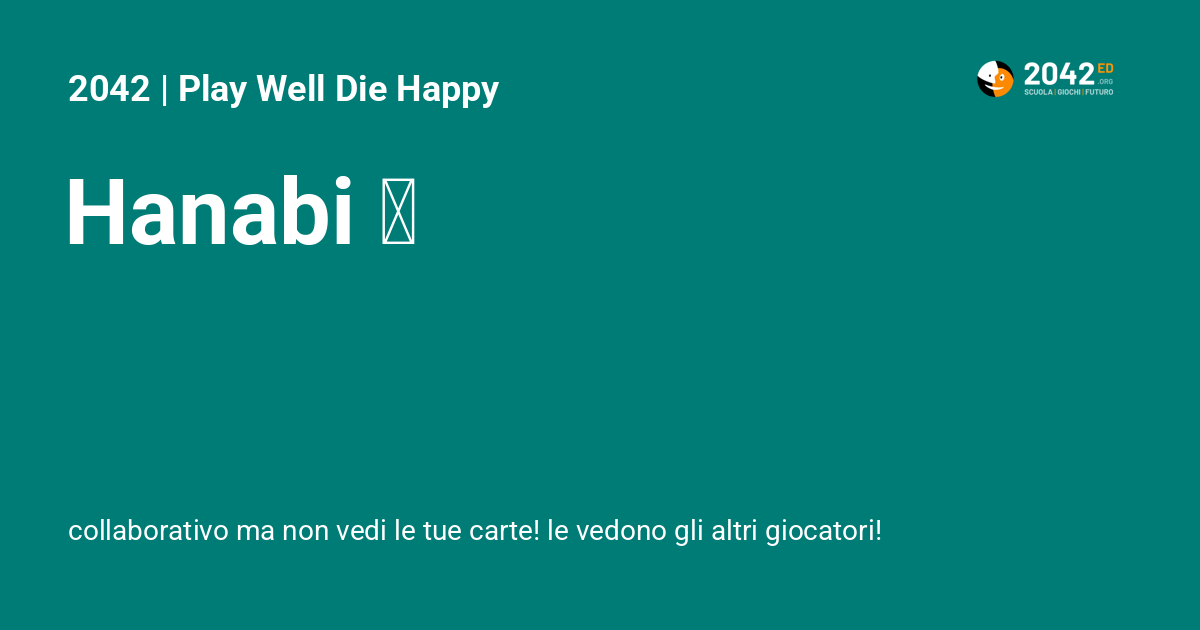 2042 | Play Well Die Happy
2042 ED
.ORG
SCUOLA | GIOCHI | FUTURO
Hanabi
collaborativo ma non vedi le tue carte! le vedono gli altri giocatori!